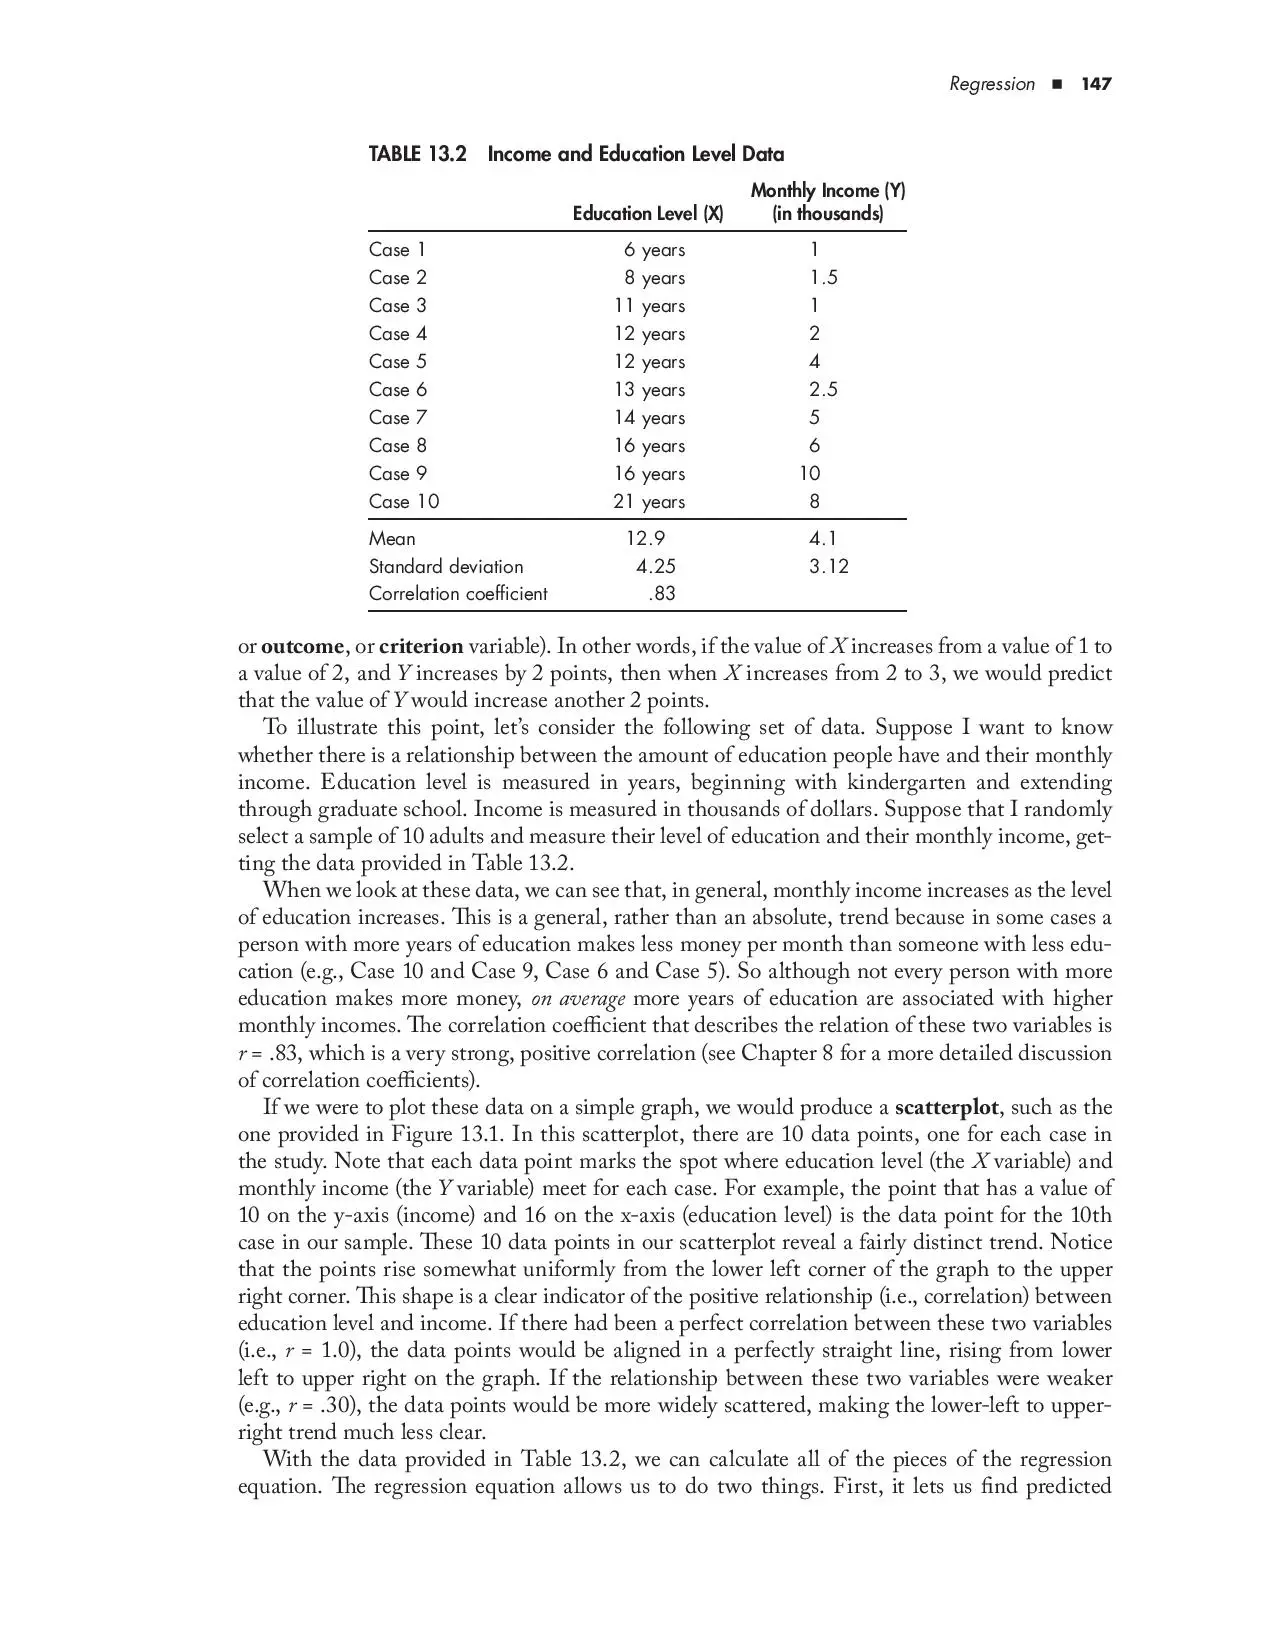 Regression ■ 147
TABLE 13.2 Income and Education Level Data
Monthly Income (Y)
Education Level (X) (in thousands)
Case 1 6 years 1
Case 2 8 years 1.5
Case 3 11 years 1
Case 4 12 years 2
Case 5 12 years 4
Case 6 13 years 2.5
Case 7 14 years 5
Case 8 16 years 6
Case 9 16 years 10
Case 10 21 years 8
Mean 12.9 4.1
Standard deviation 4.25 3.12
Correlation coefficient .83
or outcome, or criterion variable). In other words, if the value of X increases from a value of 1 to
a value of 2, and Y increases by 2 points, then when X increases from 2 to 3, we would predict
that the value of Y would increase another 2 points.
To illustrate this point, let's consider the following set of data. Suppose I want to know
whether there is a relationship between the amount of education people have and their monthly
income. Education level is measured in years, beginning with kindergarten and extending
through graduate school. Income is measured in thousands of dollars. Suppose that I randomly
select a sample of 10 adults and measure their level of education and their monthly income, get-
ting the data provided in Table 13.2.
When we look at these data, we can see that, in general, monthly income increases as the level
of education increases. This is a general, rather than an absolute, trend because in some cases a
person with more years of education makes less money per month than someone with less edu-
cation (e.g., Case 10 and Case 9, Case 6 and Case 5). So although not every person with more
education makes more money, on average more years of education are associated with higher
monthly incomes. The correlation coefficient that describes the relation of these two variables is
r = .83, which is a very strong, positive correlation (see Chapter 8 for a more detailed discussion
of correlation coefficients).
If we were to plot these data on a simple graph, we would produce a scatterplot, such as the
one provided in Figure 13.1. In this scatterplot, there are 10 data points, one for each case in
the study. Note that each data point marks the spot where education level (the X variable) and
monthly income (the Y variable) meet for each case. For example, the point that has a value of
10 on the y-axis (income) and 16 on the x-axis (education level) is the data point for the 10th
case in our sample. These 10 data points in our scatterplot reveal a fairly distinct trend. Notice
that the points rise somewhat uniformly from the lower left corner of the graph to the upper
right corner. This shape is a clear indicator of the positive relationship (i.e., correlation) between
education level and income. If there had been a perfect correlation between these two variables
(i.e., r = 1.0), the data points would be aligned in a perfectly straight line, rising from lower
left to upper right on the graph. If the relationship between these two variables were weaker
(e.g., r = .30), the data points would be more widely scattered, making the lower-left to upper-
right trend much less clear.
With the data provided in Table 13.2, we can calculate all of the pieces of the regression
equation. The regression equation allows us to do two things. First, it lets us find predicted